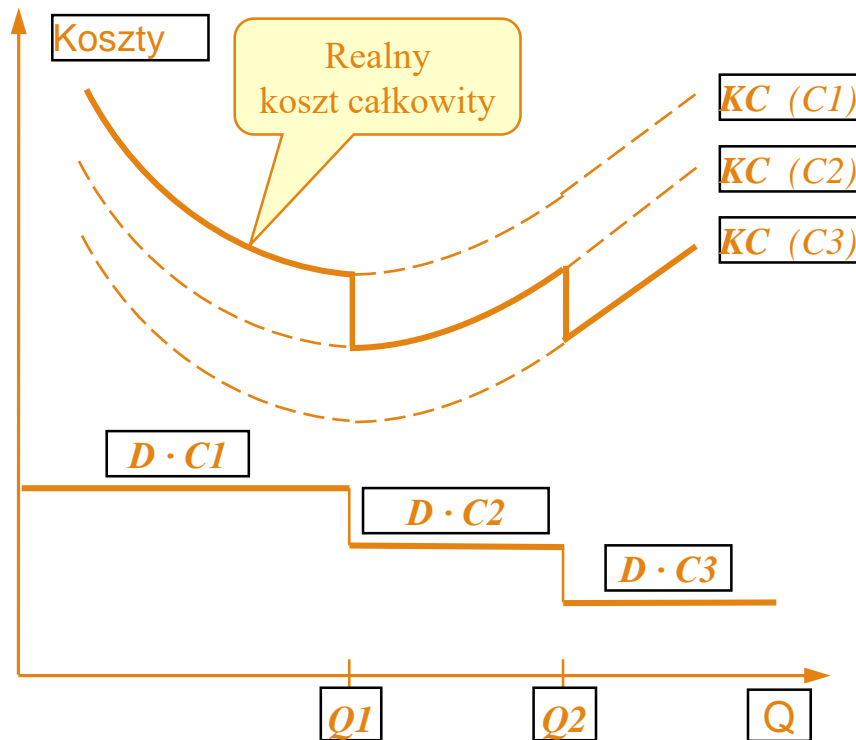 Koszty
Realny
koszt całkowity
KC (C1)
KC (C2)
KC (C3)
D · C1
D · C2
D · C3
Q1
Q2
Q